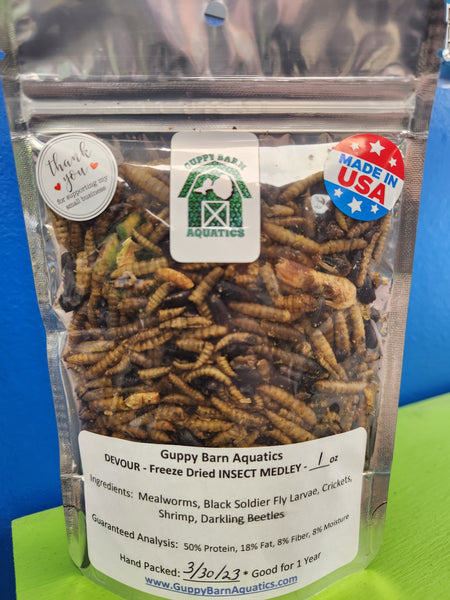 thank
you
for supporting my
small business
GUPPY BARN
AQUATICS
MADE IN
USA
Guppy Barn Aquatics
DEVOUR - Freeze Dried INSECT MEDLEY - 1 oz
Ingredients: Mealworms, Black Soldier Fly Larvae, Crickets,
Shrimp, Darkling Beetles
Guaranteed Analysis: 50% Protein, 18% Fat, 8% Fiber, 8% Moisture
Hand Packed: 3/30/23 * Good for 1 Year
www.GuppyBarnAquatics.com